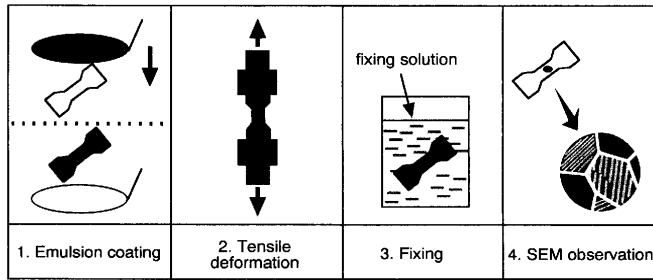 fixing solution
1. Emulsion coating
2. Tensile
deformation
3. Fixing
4. SEM observation